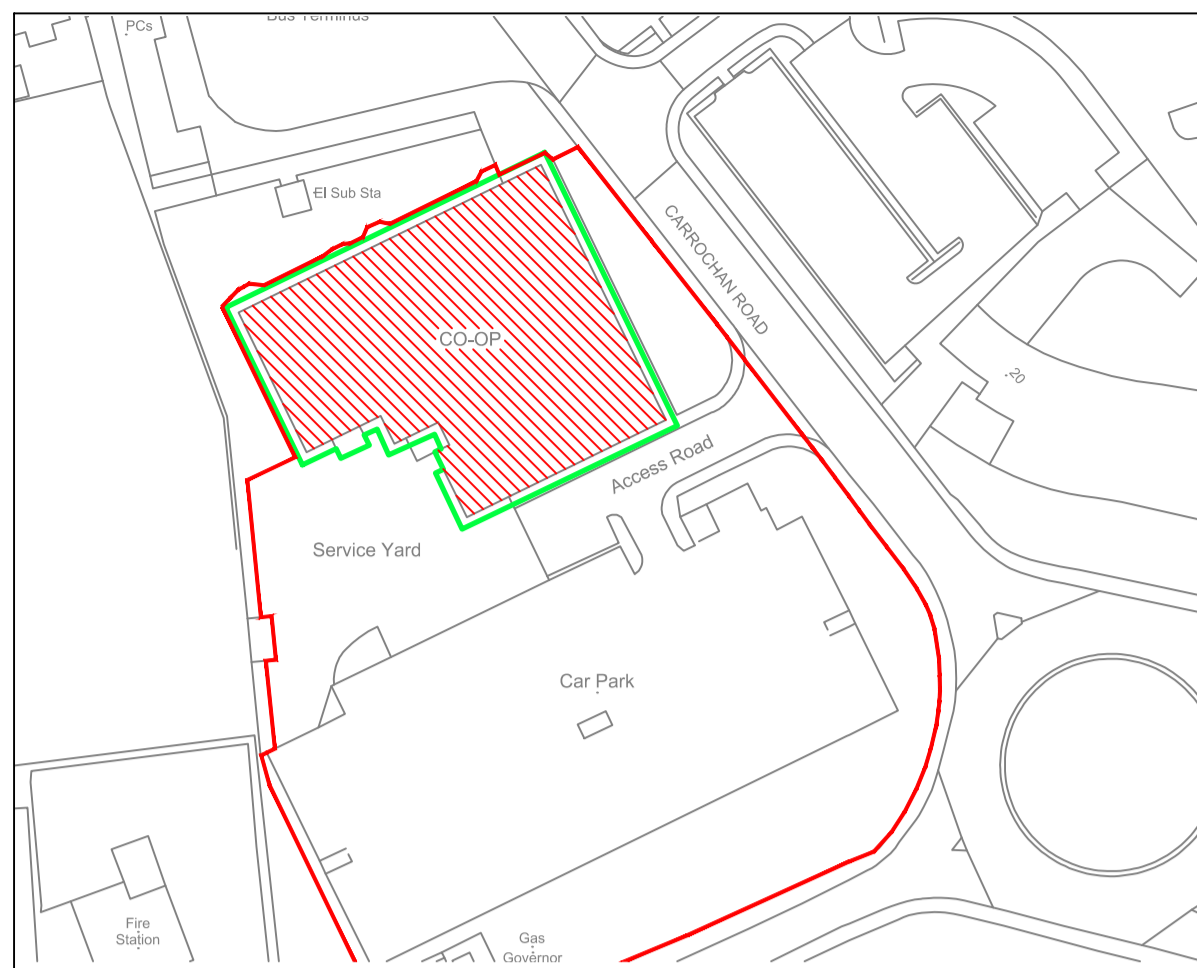 PCs
Bus Terminus
El Sub Sta
CARROCHAN ROAD
CO-OP
20
Access Road
Service Yard
Car Park
Fire
Station
Gas
Governor